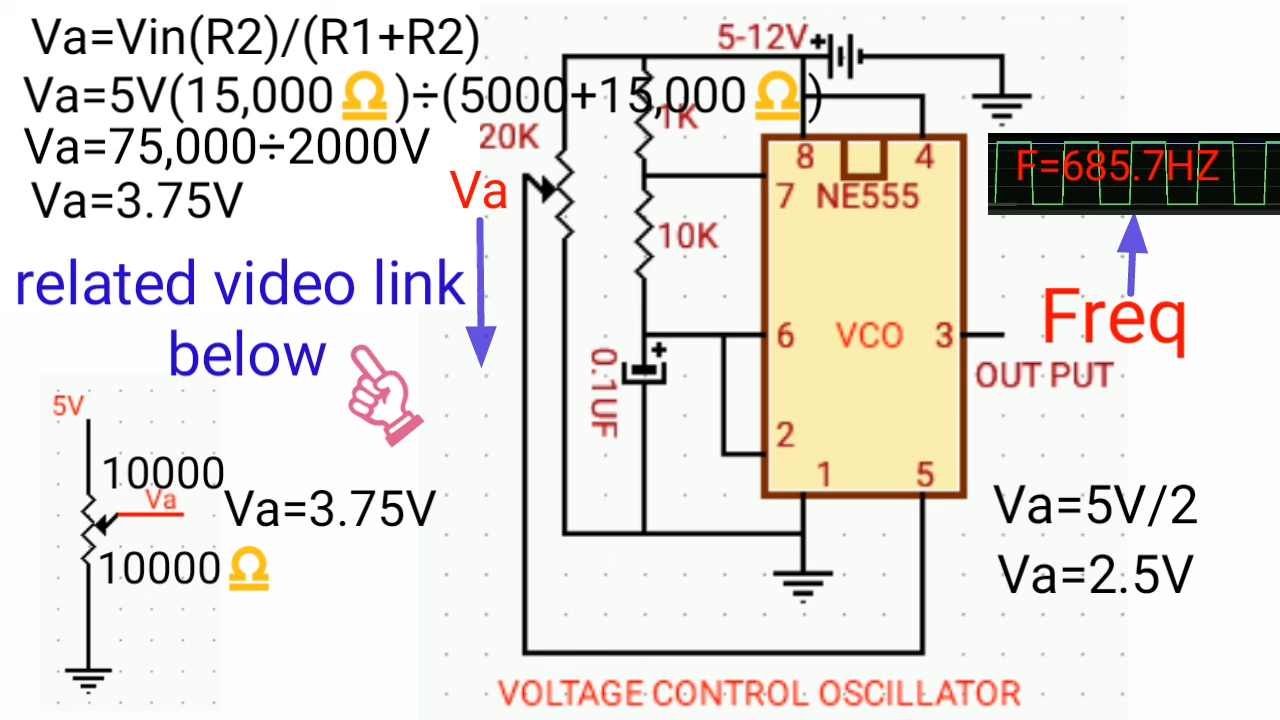 Va=Vin(R2)/(R1+R2)
Va=5V(15,000Ω)÷(5000+15,000Ω)
Va=75,000÷2000V
Va=3.75V
related video link
below
5V
10000
Va
10000Ω
Va=3.75V
5-12V+
20K
Va
1K
10K
0.1UF
+
8
4
7
NE555
6
VCO
3
2
1
5
OUT PUT
F=685.7HZ
Freq
Va=5V/2
Va=2.5V
VOLTAGE CONTROL OSCILLATOR